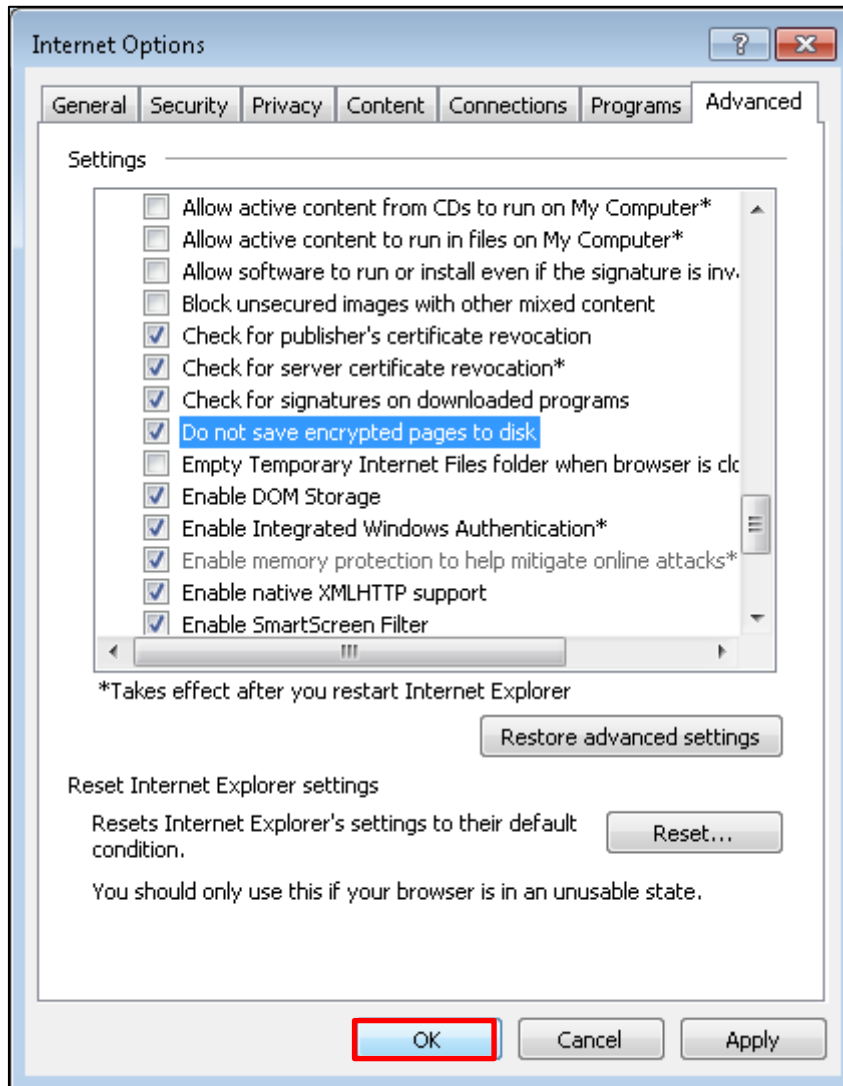 Internet Options
General Security Privacy Content Connections Programs Advanced
Settings
Allow active content from CDs to run on My Computer*
Allow active content to run in files on My Computer*
Allow software to run or install even if the signature is inv
Block unsecured images with other mixed content
Check for publisher's certificate revocation
Check for server certificate revocation*
Check for signatures on downloaded programs
Do not save encrypted pages to disk
Empty Temporary Internet Files folder when browser is clo
Enable DOM Storage
Enable Integrated Windows Authentication*
Enable memory protection to help mitigate online attacks*
Enable native XMLHTTP support
Enable SmartScreen Filter
*Takes effect after you restart Internet Explorer
Restore advanced settings
Reset Internet Explorer settings
Resets Internet Explorer's settings to their default
condition.
Reset...
You should only use this if your browser is in an unusable state.
OK Cancel Apply